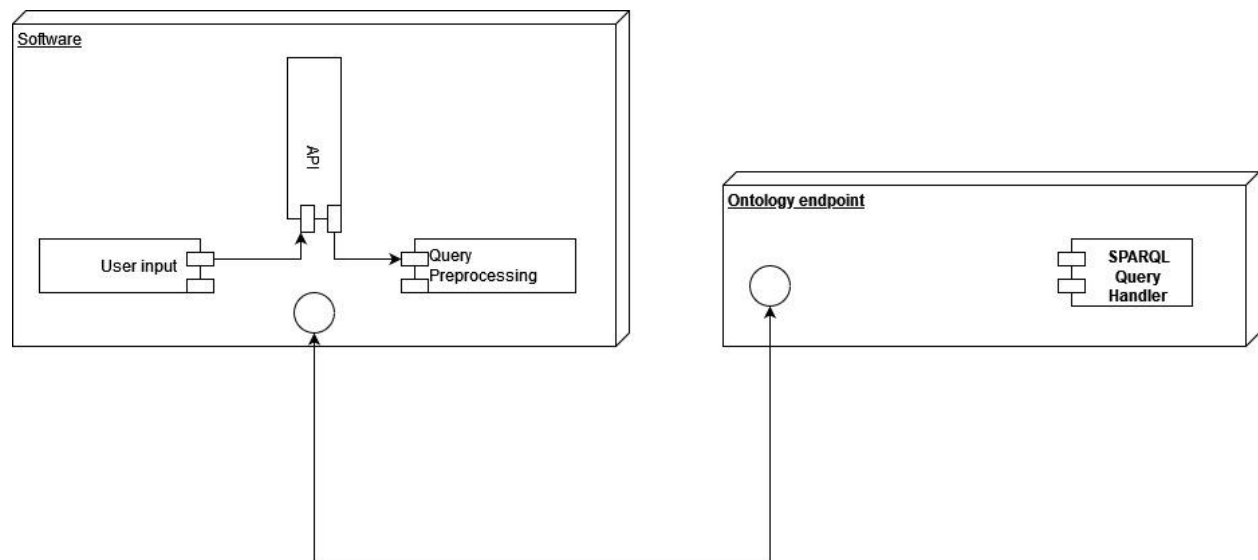 Software
API
User input
Query
Preprocessing
Ontology endpoint
SPARQL
Query
Handler